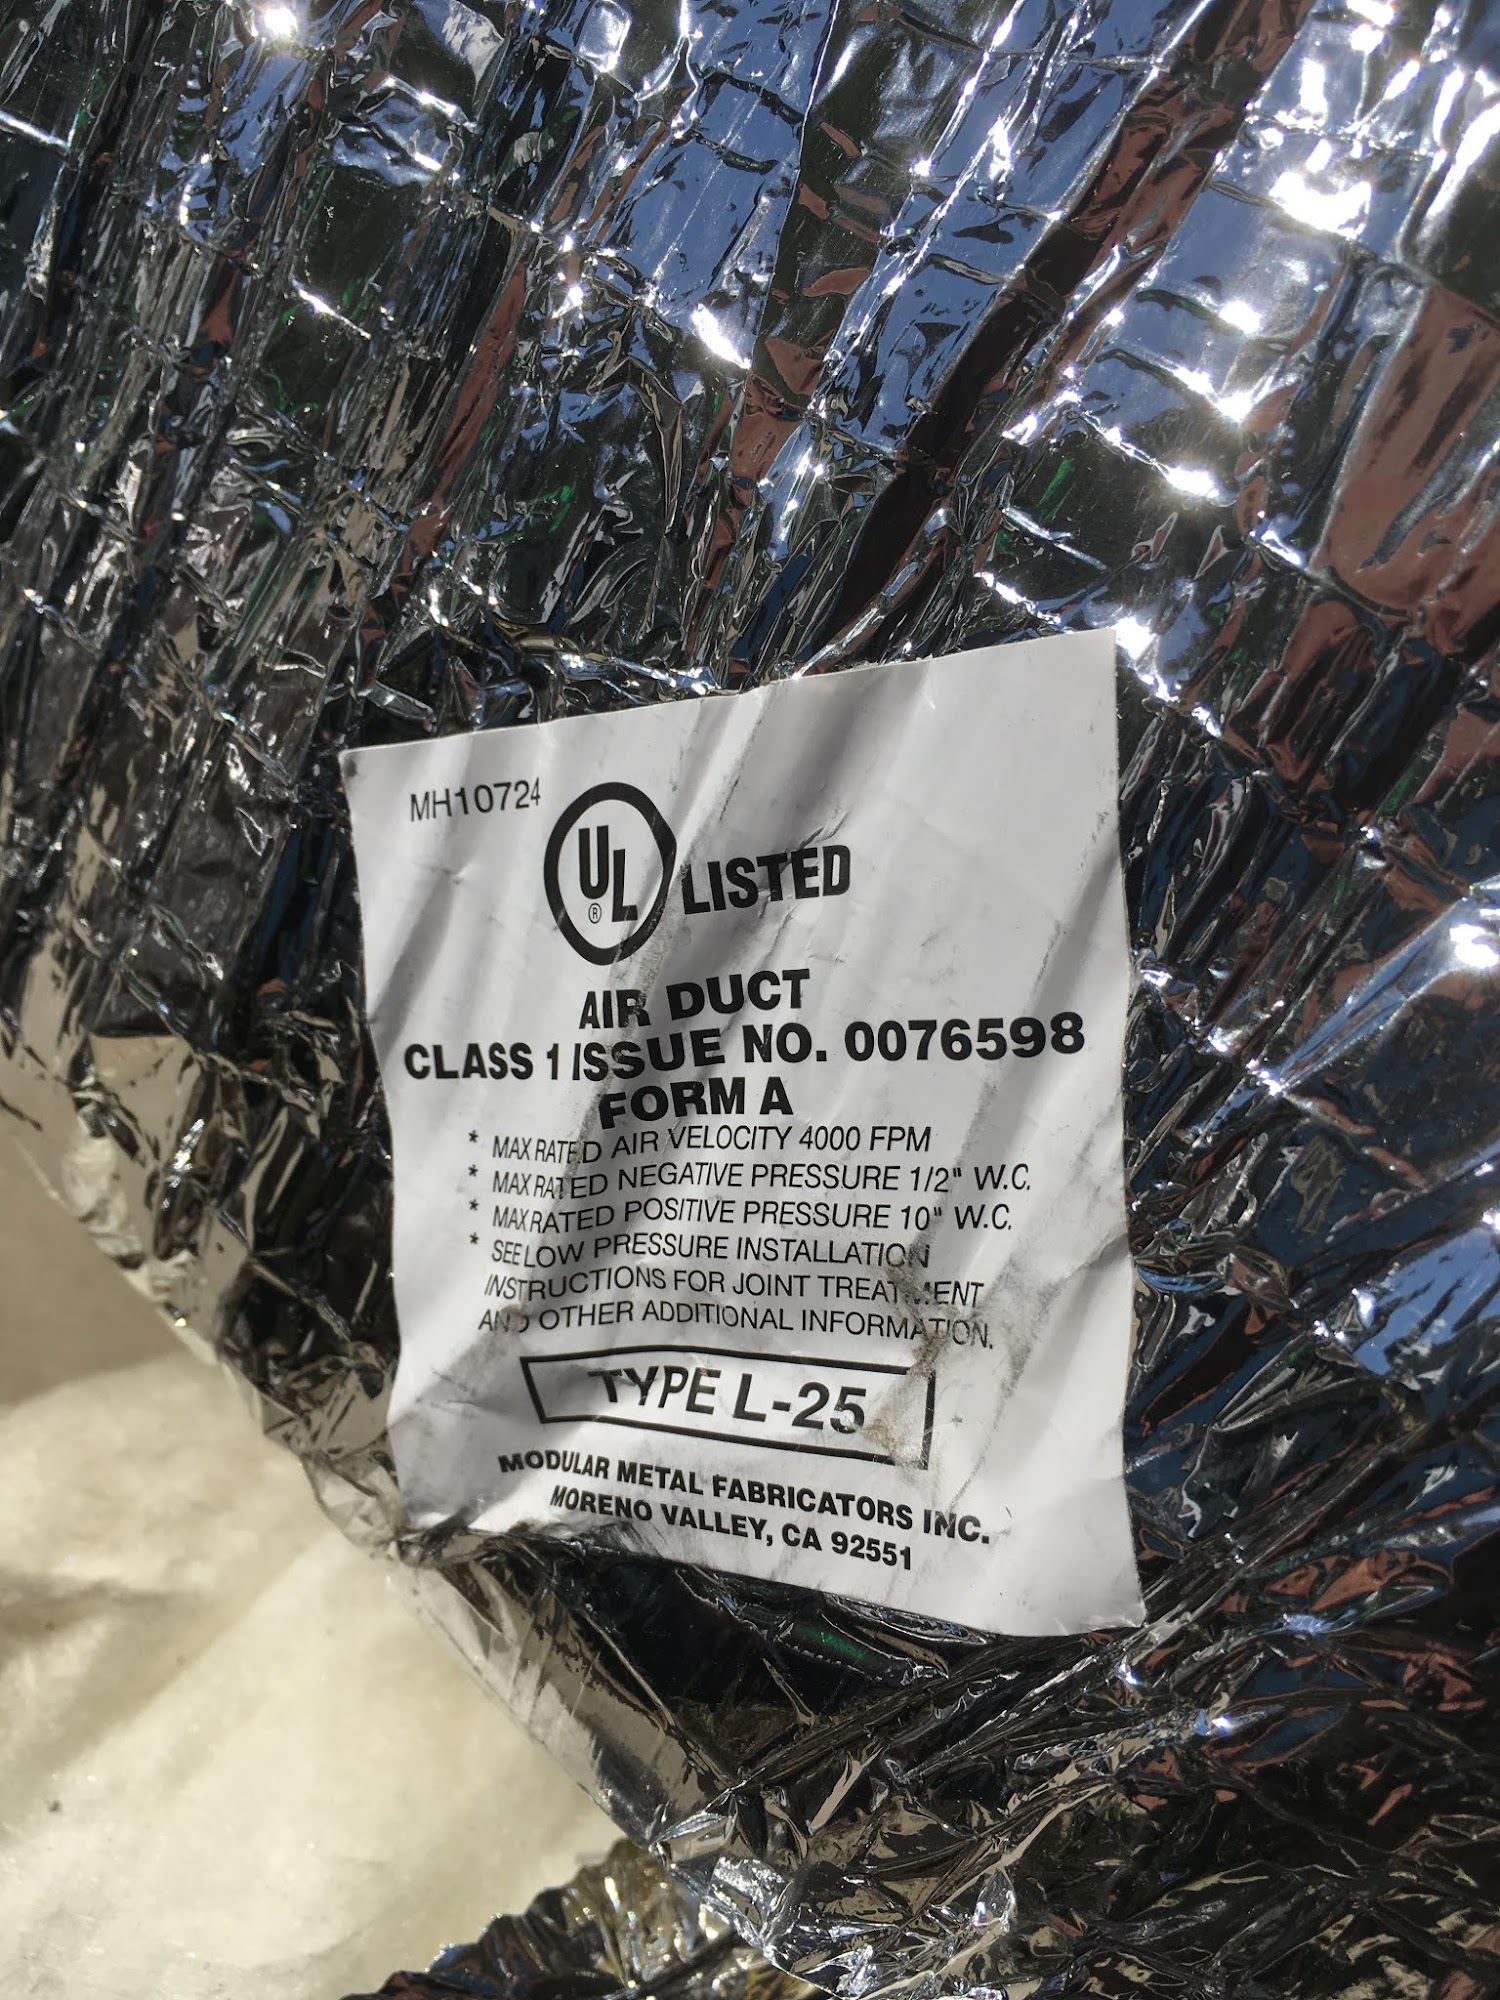 MH10724
UL ® LISTED
AIR DUCT
CLASS 1 ISSUE NO. 0076598
FORM A
* MAX RATED AIR VELOCITY 4000 FPM
* MAX RATED NEGATIVE PRESSURE 1/2" W.C.
* MAX RATED POSITIVE PRESSURE 10" W.C.
* SEE LOW PRESSURE INSTALLATION
INSTRUCTIONS FOR JOINT TREATMENT
AND OTHER ADDITIONAL INFORMATION.
TYPE L-25
MODULAR METAL FABRICATORS INC.
MORENO VALLEY, CA 92551